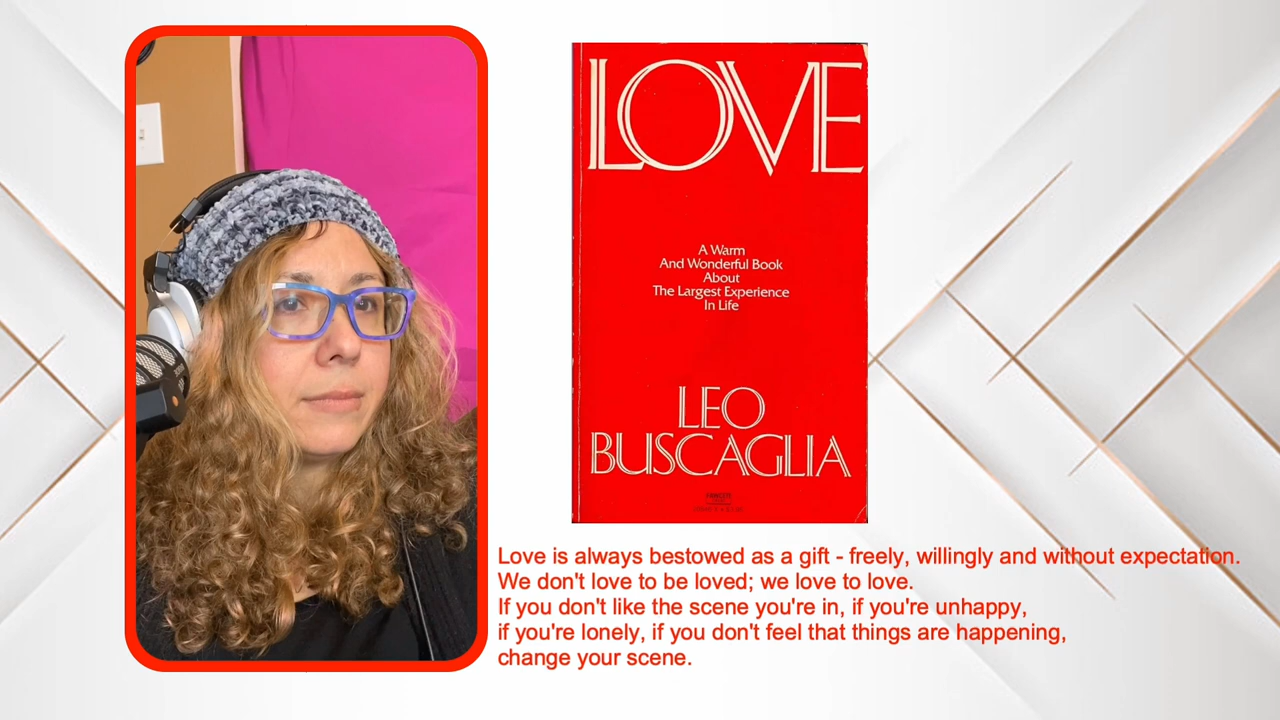 LOVE
A Warm
And Wonderful Book
About
The Largest Experience
In Life
LEO
BUSCAGLIA
FAWCETT
Love is always bestowed as a gift - freely, willingly and without expectation.
We don't love to be loved; we love to love.
If you don't like the scene you're in, if you're unhappy,
if you're lonely, if you don't feel that things are happening,
change your scene.